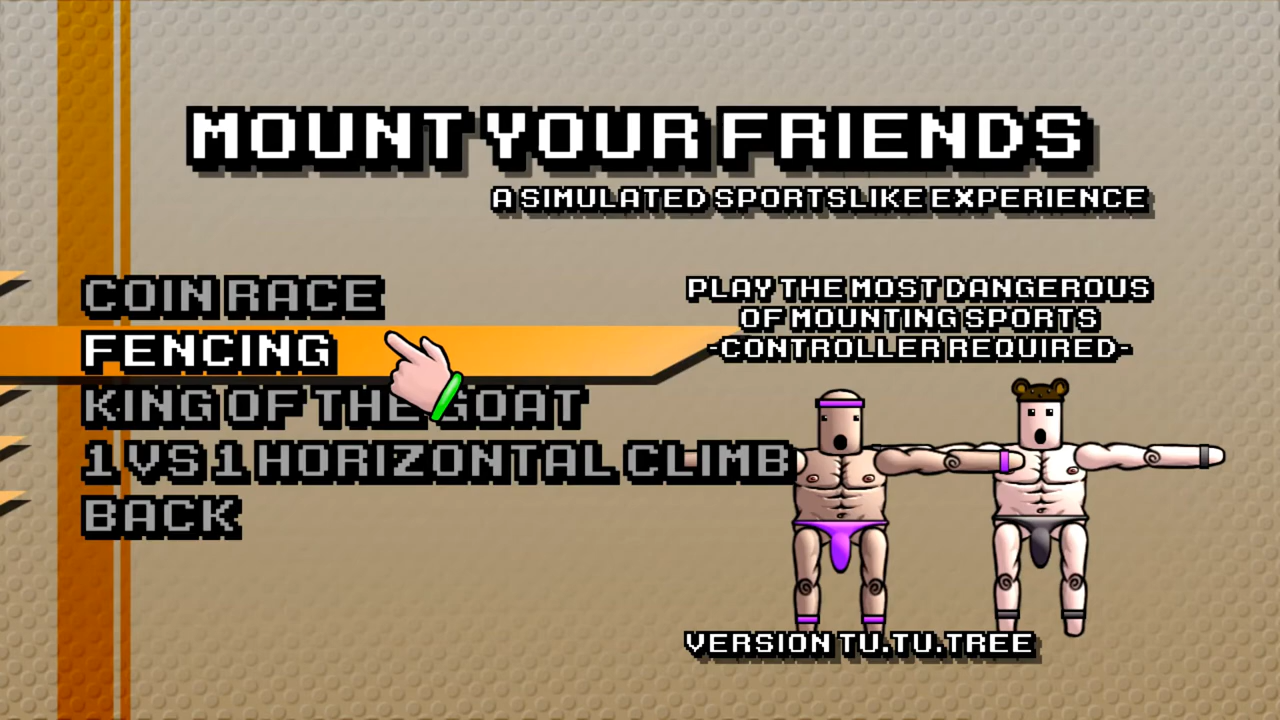 MOUNT YOUR FRIENDS
A SIMULATED SPORTSLIKE EXPERIENCE
COIN RACE
FENCING
KING OF THE GOAT
1 VS 1 HORIZONTAL CLIMB
BACK
PLAY THE MOST DANGEROUS
OF MOUNTING SPORTS
-CONTROLLER REQUIRED-
VERSION TU.TU.TREE